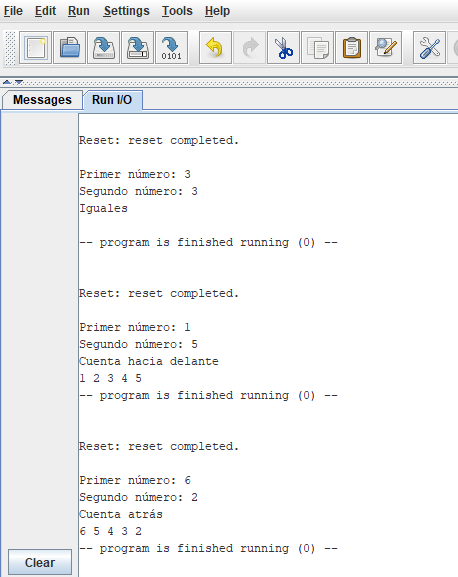 File Edit Run Settings Tools Help
0101
Messages Run I/O
Reset: reset completed.
Primer número: 3
Segundo número: 3
Iguales
-- program is finished running (0) --
Reset: reset completed.
Primer número: 1
Segundo número: 5
Cuenta hacia delante
1 2 3 4 5
-- program is finished running (0) --
Reset: reset completed.
Primer número: 6
Segundo número: 2
Cuenta atrás
6 5 4 3 2
-- program is finished running (0) --
Clear